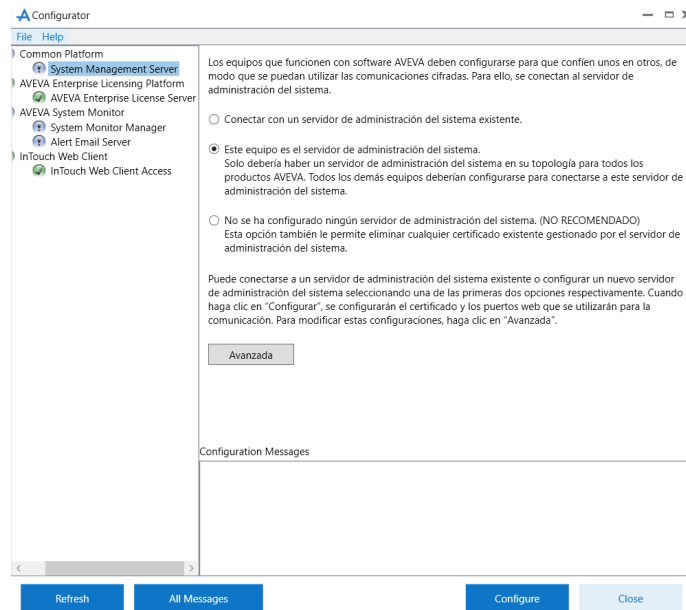 Configurator
File Help
Common Platform
System Management Server
AVEVA Enterprise Licensing Platform
AVEVA Enterprise License Server
AVEVA System Monitor
System Monitor Manager
Alert Email Server
InTouch Web Client
InTouch Web Client Access
Los equipos que funcionen con software AVEVA deben configurarse para que confíen unos en otros, de
modo que se puedan utilizar las comunicaciones cifradas. Para ello, se conectan al servidor de
administración del sistema.
Conectar con un servidor de administración del sistema existente.
Este equipo es el servidor de administración del sistema.
Solo debería haber un servidor de administración del sistema en su topología para todos los
productos AVEVA. Todos los demás equipos deberían configurarse para conectarse a este servidor de
administración del sistema.
No se ha configurado ningún servidor de administración del sistema. (NO RECOMENDADO)
Esta opción también le permite eliminar cualquier certificado existente gestionado por el servidor de
administración del sistema.
Puede conectarse a un servidor de administración del sistema existente o configurar un nuevo servidor
de administración del sistema seleccionando una de las primeras dos opciones respectivamente. Cuando
haga clic en "Configurar", se configurarán el certificado y los puertos web que se utilizarán para la
comunicación. Para modificar estas configuraciones, haga clic en "Avanzada".
Avanzada
Configuration Messages
Refresh
All Messages
Configure
Close